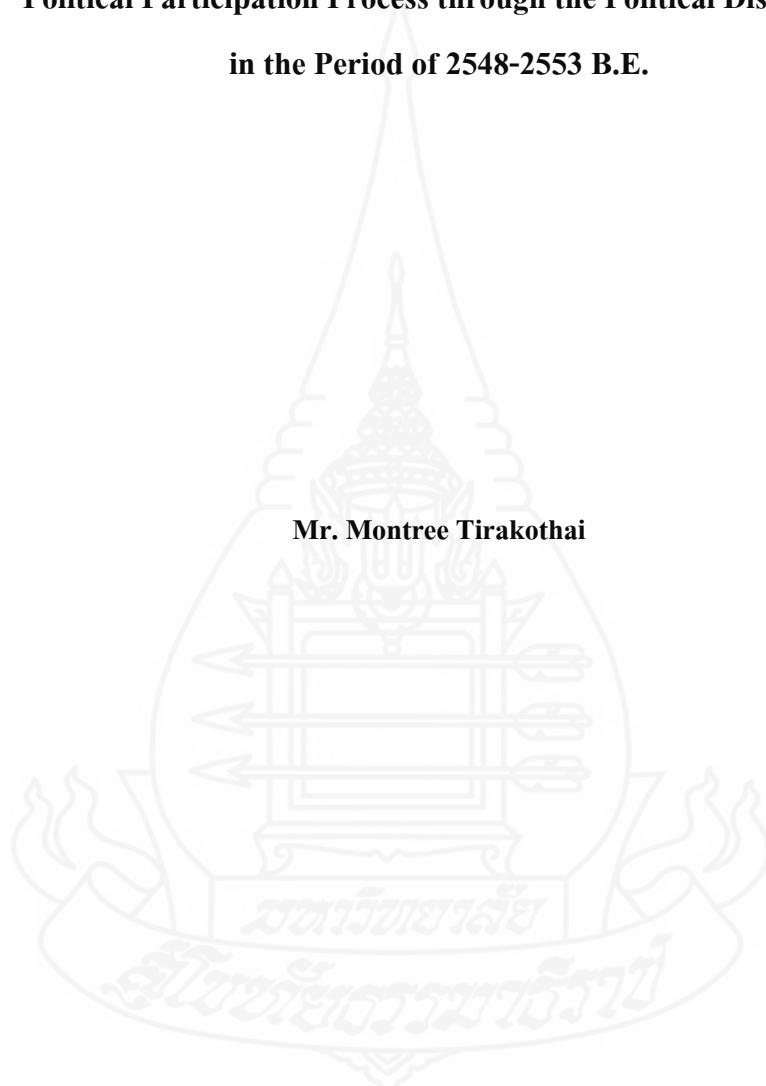 Political Participation Process through the Political Dis
in the Period of 2548-2553 B.E.
Mr. Montree Tirakothai
มหาวิทยาลัย
สุโขทัยธรรมาธิราช